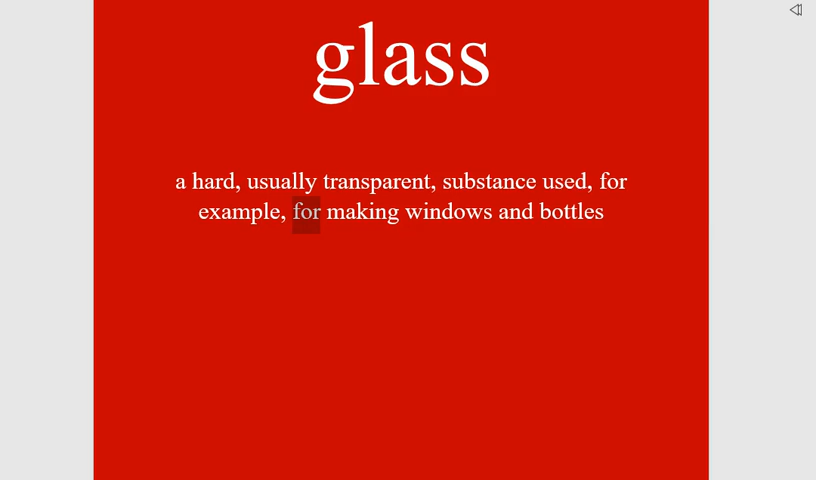 glass
a hard, usually transparent, substance used, for
example, for making windows and bottles